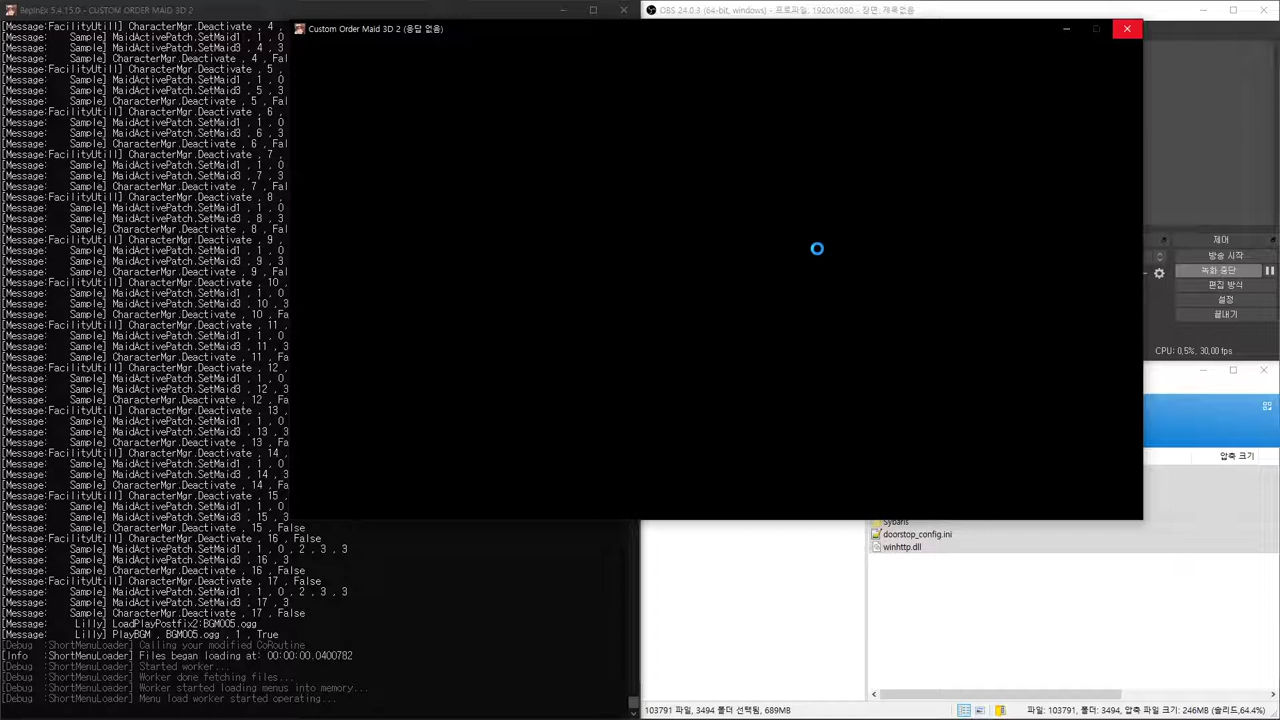 BepInEx 5.4.15.0 - CUSTOM ORDER MAID 3D 2
[Message: Sample] CharacterMgr.Deactivate , 4
[Message:FacilityUtill] CharacterMgr.Deactivate , 4 ,
[Message: Sample] MaidActivePatch.SetMaid1 , 1 , 0
[Message: Sample] MaidActivePatch.SetMaid3 , 4 , 3
[Message: Sample] CharacterMgr.Deactivate , 4 , Fal
[Message:FacilityUtill] CharacterMgr.Deactivate , 5 ,
[Message: Sample] MaidActivePatch.SetMaid1 , 1 , 0
[Message: Sample] MaidActivePatch.SetMaid3 , 5 , 3
[Message: Sample] CharacterMgr.Deactivate , 5 , Fal
[Message:FacilityUtill] CharacterMgr.Deactivate , 6 ,
[Message: Sample] MaidActivePatch.SetMaid1 , 1 , 0
[Message: Sample] MaidActivePatch.SetMaid3 , 6 , 3
[Message: Sample] CharacterMgr.Deactivate , 6 , Fal
[Message:FacilityUtill] CharacterMgr.Deactivate , 7 ,
[Message: Sample] MaidActivePatch.SetMaid1 , 1 , 0
[Message: Sample] MaidActivePatch.SetMaid3 , 7 , 3
[Message: Sample] CharacterMgr.Deactivate , 7 , Fal
[Message:FacilityUtill] CharacterMgr.Deactivate , 8 ,
[Message: Sample] MaidActivePatch.SetMaid1 , 1 , 0
[Message: Sample] MaidActivePatch.SetMaid3 , 8 , 3
[Message: Sample] CharacterMgr.Deactivate , 8 , Fal
[Message:FacilityUtill] CharacterMgr.Deactivate , 9 ,
[Message: Sample] MaidActivePatch.SetMaid1 , 1 , 0
[Message: Sample] MaidActivePatch.SetMaid3 , 9 , 3
[Message: Sample] CharacterMgr.Deactivate , 9 , Fal
[Message:FacilityUtill] CharacterMgr.Deactivate , 10 ,
[Message: Sample] MaidActivePatch.SetMaid1 , 1 , 0
[Message: Sample] MaidActivePatch.SetMaid3 , 10 , 3
[Message: Sample] CharacterMgr.Deactivate , 10 , Fa
[Message:FacilityUtill] CharacterMgr.Deactivate , 11 ,
[Message: Sample] MaidActivePatch.SetMaid1 , 1 , 0
[Message: Sample] MaidActivePatch.SetMaid3 , 11 , 3
[Message: Sample] CharacterMgr.Deactivate , 11 , Fa
[Message:FacilityUtill] CharacterMgr.Deactivate , 12 ,
[Message: Sample] MaidActivePatch.SetMaid1 , 1 , 0
[Message: Sample] MaidActivePatch.SetMaid3 , 12 , 3
[Message: Sample] CharacterMgr.Deactivate , 12 , Fa
[Message:FacilityUtill] CharacterMgr.Deactivate , 13 ,
[Message: Sample] MaidActivePatch.SetMaid1 , 1 , 0
[Message: Sample] MaidActivePatch.SetMaid3 , 13 , 3
[Message: Sample] CharacterMgr.Deactivate , 13 , Fa
[Message:FacilityUtill] CharacterMgr.Deactivate , 14 ,
[Message: Sample] MaidActivePatch.SetMaid1 , 1 , 0
[Message: Sample] MaidActivePatch.SetMaid3 , 14 , 3
[Message: Sample] CharacterMgr.Deactivate , 14 , Fa
[Message:FacilityUtill] CharacterMgr.Deactivate , 15 ,
[Message: Sample] MaidActivePatch.SetMaid1 , 1 , 0
[Message: Sample] MaidActivePatch.SetMaid3 , 15 , 3
[Message: Sample] CharacterMgr.Deactivate , 15 , False
[Message:FacilityUtill] CharacterMgr.Deactivate , 16 , False
[Message: Sample] MaidActivePatch.SetMaid1 , 1 , 0 , 2 , 3 , 3
[Message: Sample] MaidActivePatch.SetMaid3 , 16 , 3
[Message: Sample] CharacterMgr.Deactivate , 16 , False
[Message:FacilityUtill] CharacterMgr.Deactivate , 17 , False
[Message: Sample] MaidActivePatch.SetMaid1 , 1 , 0 , 2 , 3 , 3
[Message: Sample] MaidActivePatch.SetMaid3 , 17 , 3
[Message: Sample] CharacterMgr.Deactivate , 17 , False
[Message: Lilly] LoadPlayPostfix2:BGM005.ogg
[Message: Lilly] PlayBGM , BGM005.ogg , 1 , True
[Debug :ShortMenuLoader] Calling your modified CoRoutine
[Info :ShortMenuLoader] Files began loading at: 00:00:00.0400782
[Debug :ShortMenuLoader] Started worker...
[Debug :ShortMenuLoader] Worker done fetching files...
[Debug :ShortMenuLoader] Worker started loading menus into memory...
[Debug :ShortMenuLoader] Menu load worker started operating...
Custom Order Maid 3D 2 (응답 없음)
OBS 24.0.3 (64-bit, windows) - 프로파일: 1920x1080 - 장면: 제목없음
제어
방송 시작
녹화 중단
편집 방식
설정
끝내기
CPU: 0.5%, 30.00 fps
압축 크기
Sybaris
doorstop_config.ini
winhttp.dll
103791 파일, 3494 폴더 선택됨, 689MB
파일: 103791, 폴더: 3494, 압축 파일 크기: 246MB (솔리드,64.4%)